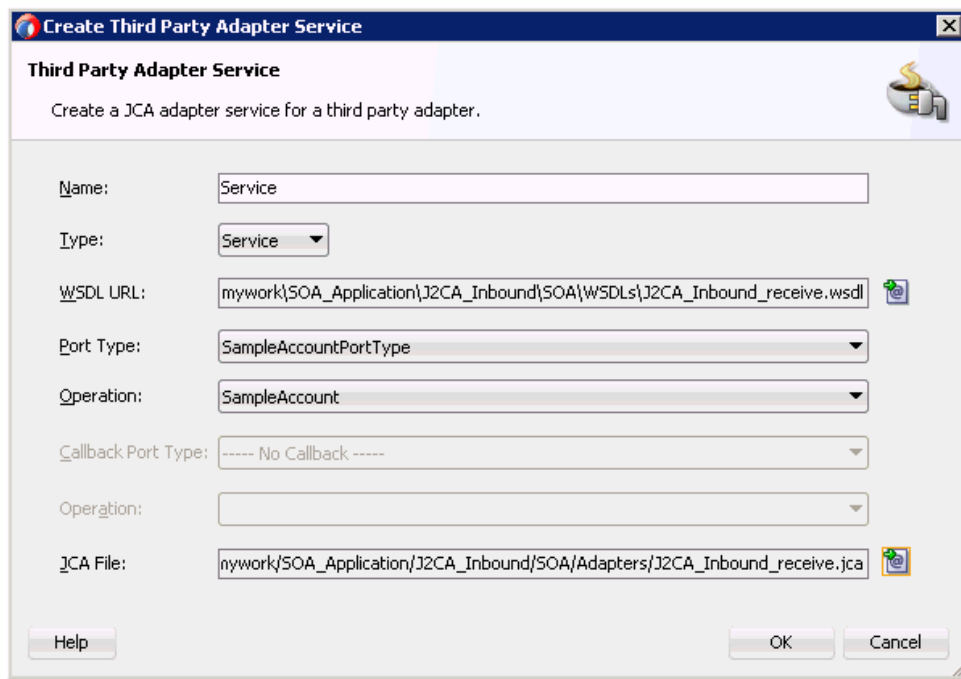 Create Third Party Adapter Service
Third Party Adapter Service
Create a JCA adapter service for a third party adapter.
Name: Service
Type: Service
WSDL URL: mywork\SOA_Application\J2CA_Inbound\SOA\WSDLs\J2CA_Inbound_receive.wsdl
Port Type: SampleAccountPortType
Operation: SampleAccount
Callback Port Type: ----- No Callback -----
Operation:
JCA File: nywork/SOA_Application/J2CA_Inbound/SOA/Adapters/J2CA_Inbound_receive.jca
Help OK Cancel